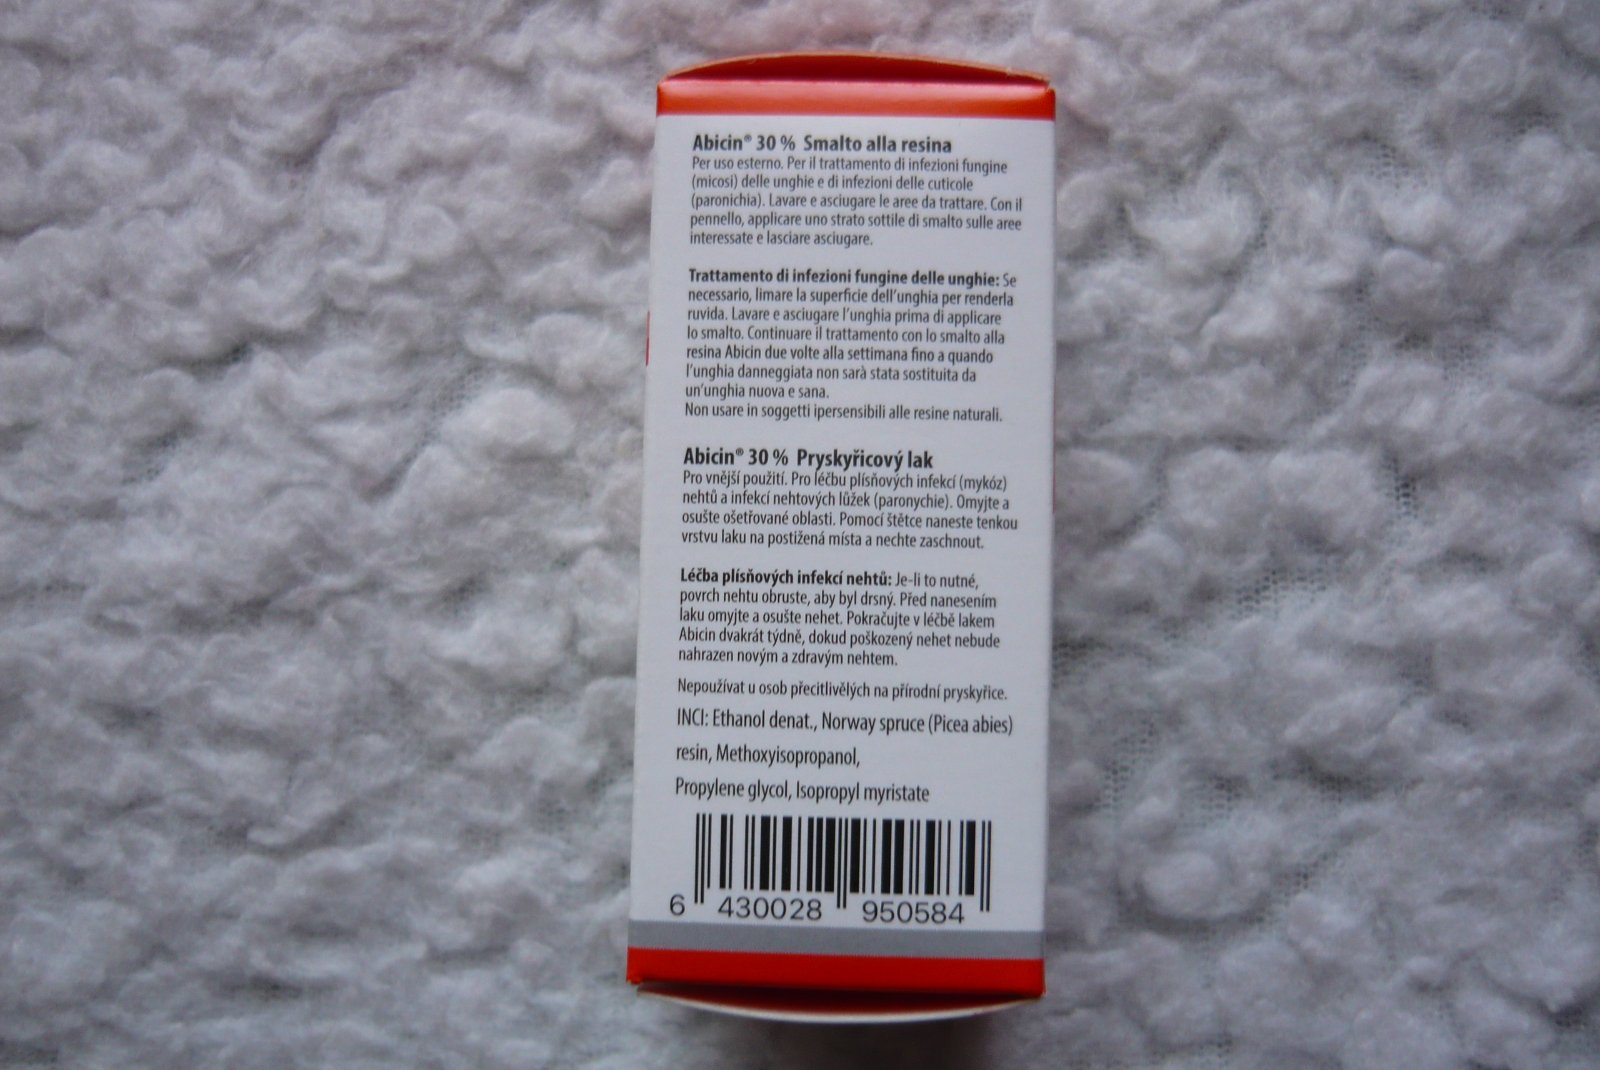 Abicin® 30 % Smalto alla resina
Per uso esterno. Per il trattamento di infezioni fungine
(micosi) delle unghie e di infezioni delle cuticole
(paronichia). Lavare e asciugare le aree da trattare. Con il
pennello, applicare uno strato sottile di smalto sulle aree
interessate e lasciare asciugare.
Trattamento di infezioni fungine delle unghie: Se
necessario, limare la superficie dell'unghia per renderla
ruvida. Lavare e asciugare l'unghia prima di applicare
lo smalto. Continuare il trattamento con lo smalto alla
resina Abicin due volte alla settimana fino a quando
l'unghia danneggiata non sarà stata sostituita da
un'unghia nuova e sana.
Non usare in soggetti ipersensibili alle resine naturali.
Abicin® 30 % Pryskyřicový lak
Pro vnější použití. Pro léčbu plísňových infekcí (mykóz)
nehtů a infekcí nehtových lůžek (paronychie). Omyjte a
osušte ošetřované oblasti. Pomocí štětce naneste tenkou
vrstvu laku na postižená místa a nechte zaschnout.
Léčba plísňových infekcí nehtů: Je-li to nutné,
povrch nehtu obruste, aby byl drsný. Před nanesením
laku omyjte a osušte nehet. Pokračujte v léčbě lakem
Abicin dvakrát týdně, dokud poškozený nehet nebude
nahrazen novým a zdravým nehtem.
Nepoužívat u osob přecitlivělých na přírodní pryskyřice.
INCI: Ethanol denat., Norway spruce (Picea abies)
resin, Methoxyisopropanol,
Propylene glycol, Isopropyl myristate
6 430028 950584